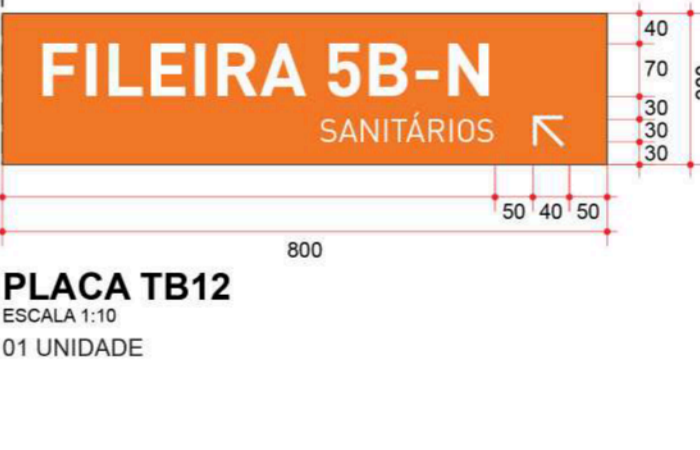 FILEIRA 5B-N
SANITÁRIOS
40
70
30
30
30
50 40 50
800
PLACA TB12
ESCALA 1:10
01 UNIDADE